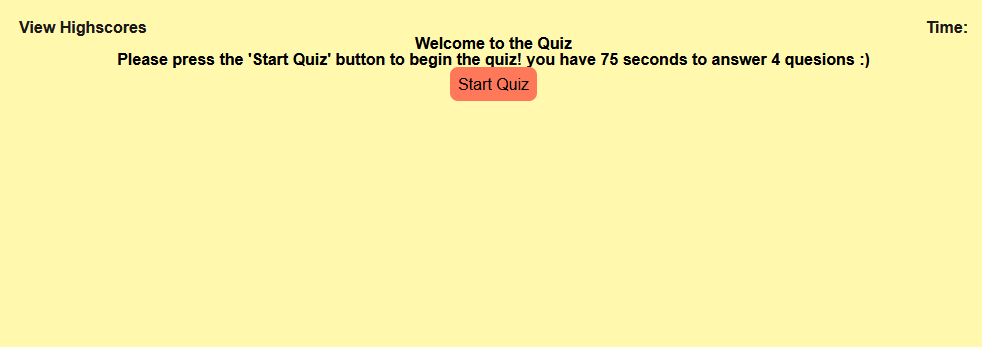 View Highscores
Time:
Welcome to the Quiz
Please press the 'Start Quiz' button to begin the quiz! you have 75 seconds to answer 4 quesions :)
Start Quiz